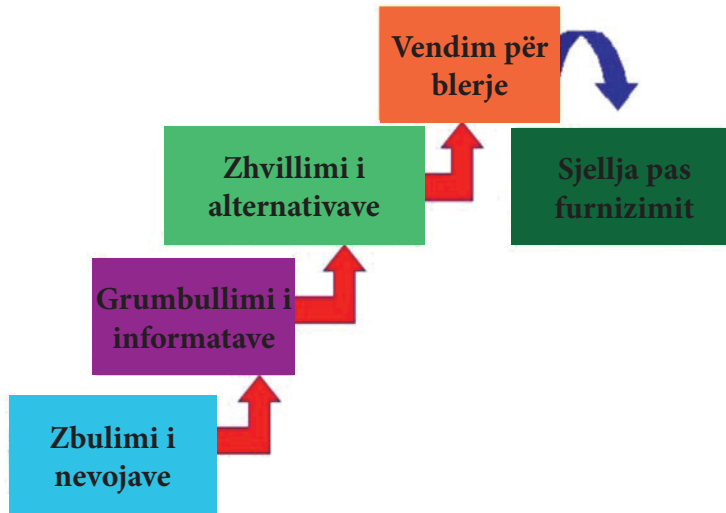 Vendim për
blerje
Zhvillimi i
alternativave
Sjellja pas
furnizimit
Grumbullimi i
informatave
Zbulimi i
nevojave